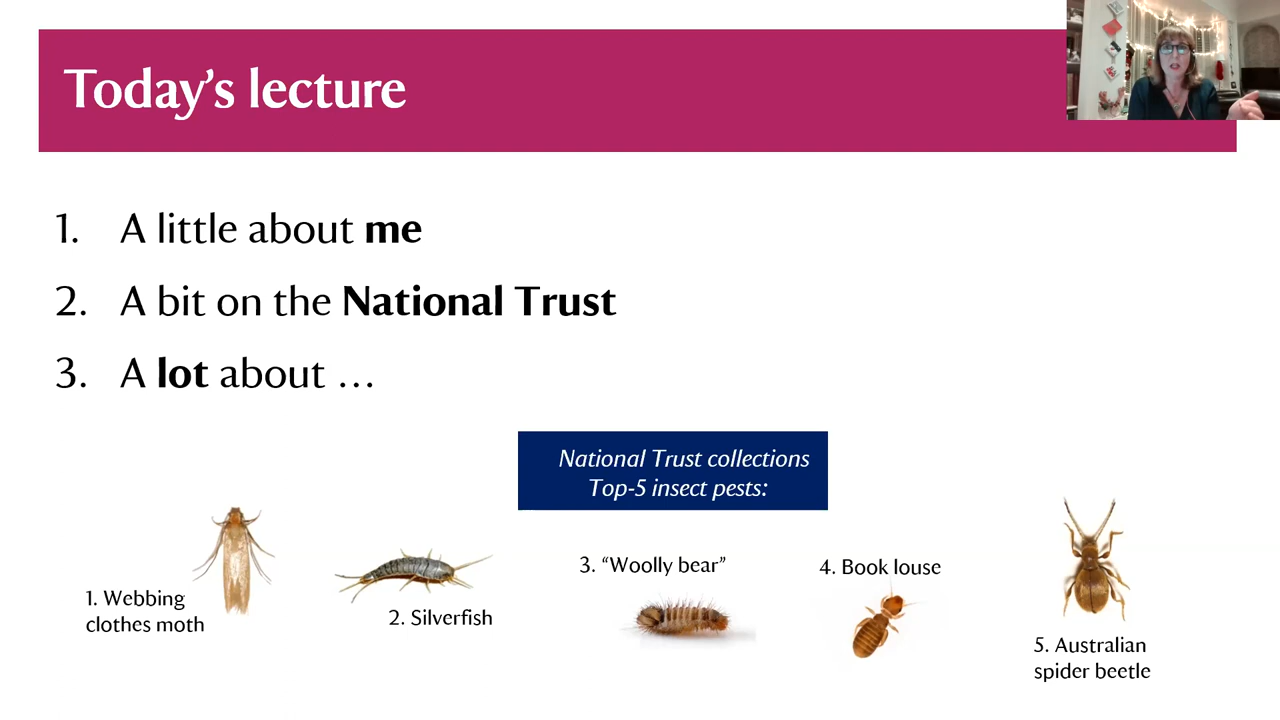 Today's lecture
1. A little about me
2. A bit on the National Trust
3. A lot about …
National Trust collections
Top-5 insect pests:
1. Webbing
clothes moth
2. Silverfish
3. “Woolly bear”
4. Book louse
5. Australian
spider beetle